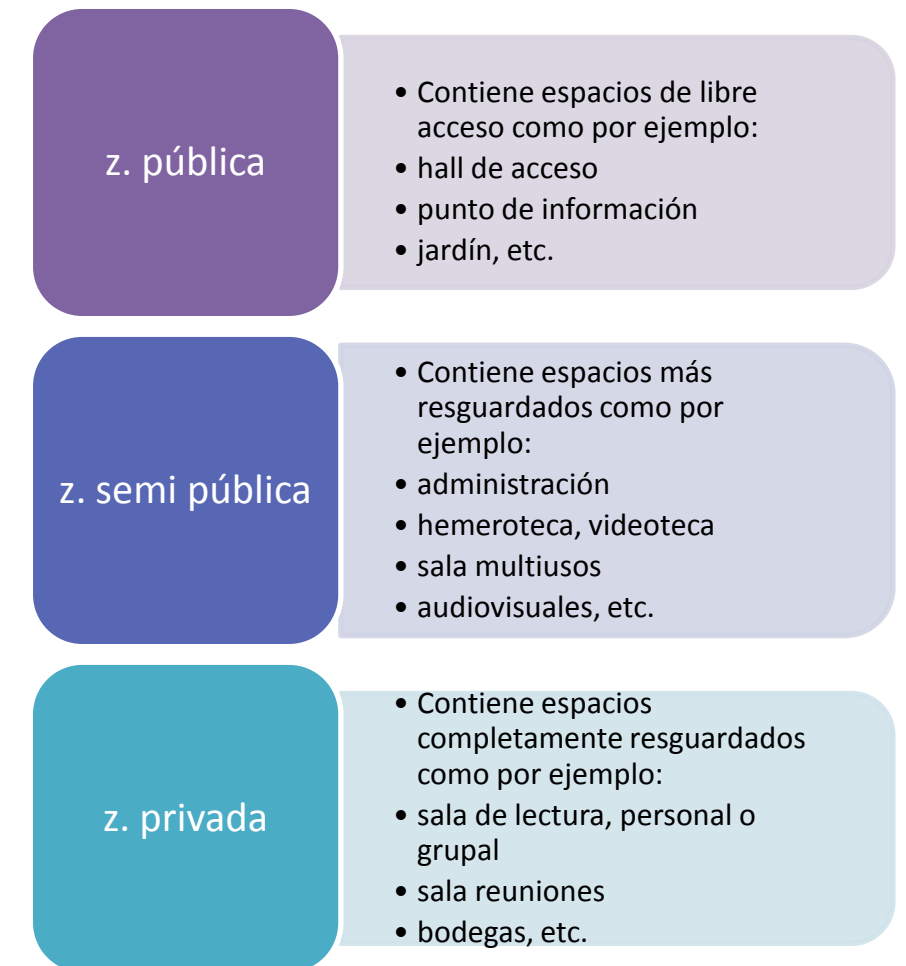 z. pública
• Contiene espacios de libre
acceso como por ejemplo:
• hall de acceso
• punto de información
• jardín, etc.
z. semi pública
• Contiene espacios más
resguardados como por
ejemplo:
• administración
• hemeroteca, videoteca
• sala multiusos
• audiovisuales, etc.
z. privada
• Contiene espacios
completamente resguardados
como por ejemplo:
• sala de lectura, personal o
grupal
• sala reuniones
• bodegas, etc.